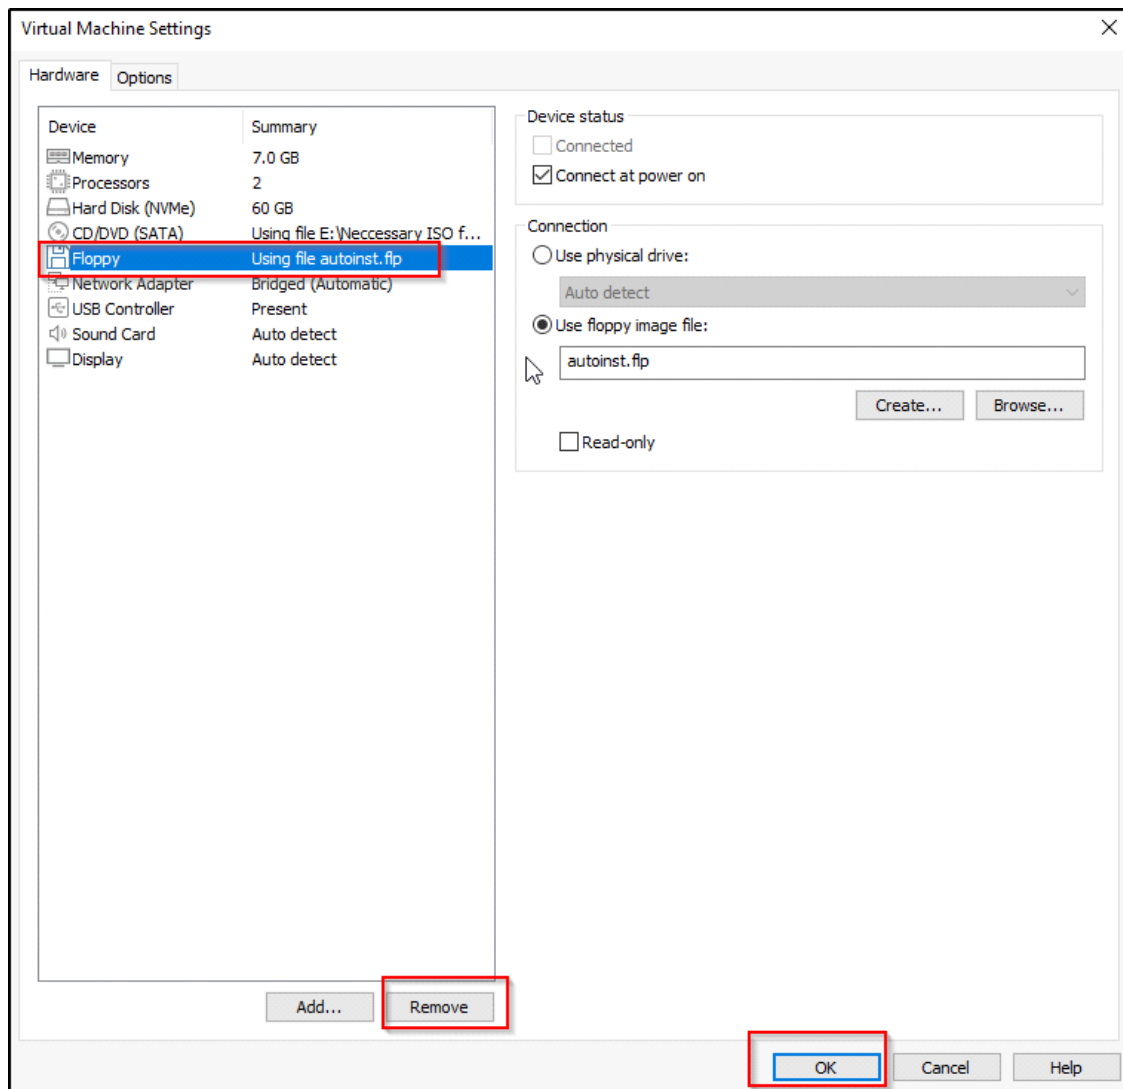 Virtual Machine Settings
Hardware
Options
Device Summary
Memory 7.0 GB
Processors 2
Hard Disk (NVMe) 60 GB
CD/DVD (SATA) Using file E:\Neccessary ISO f...
Floppy Using file autoinst.flp
Network Adapter Bridged (Automatic)
USB Controller Present
Sound Card Auto detect
Display Auto detect
Add...
Remove
Device status
Connected
Connect at power on
Connection
Use physical drive:
Auto detect
Use floppy image file:
autoinst.flp
Create...
Browse...
Read-only
OK
Cancel
Help